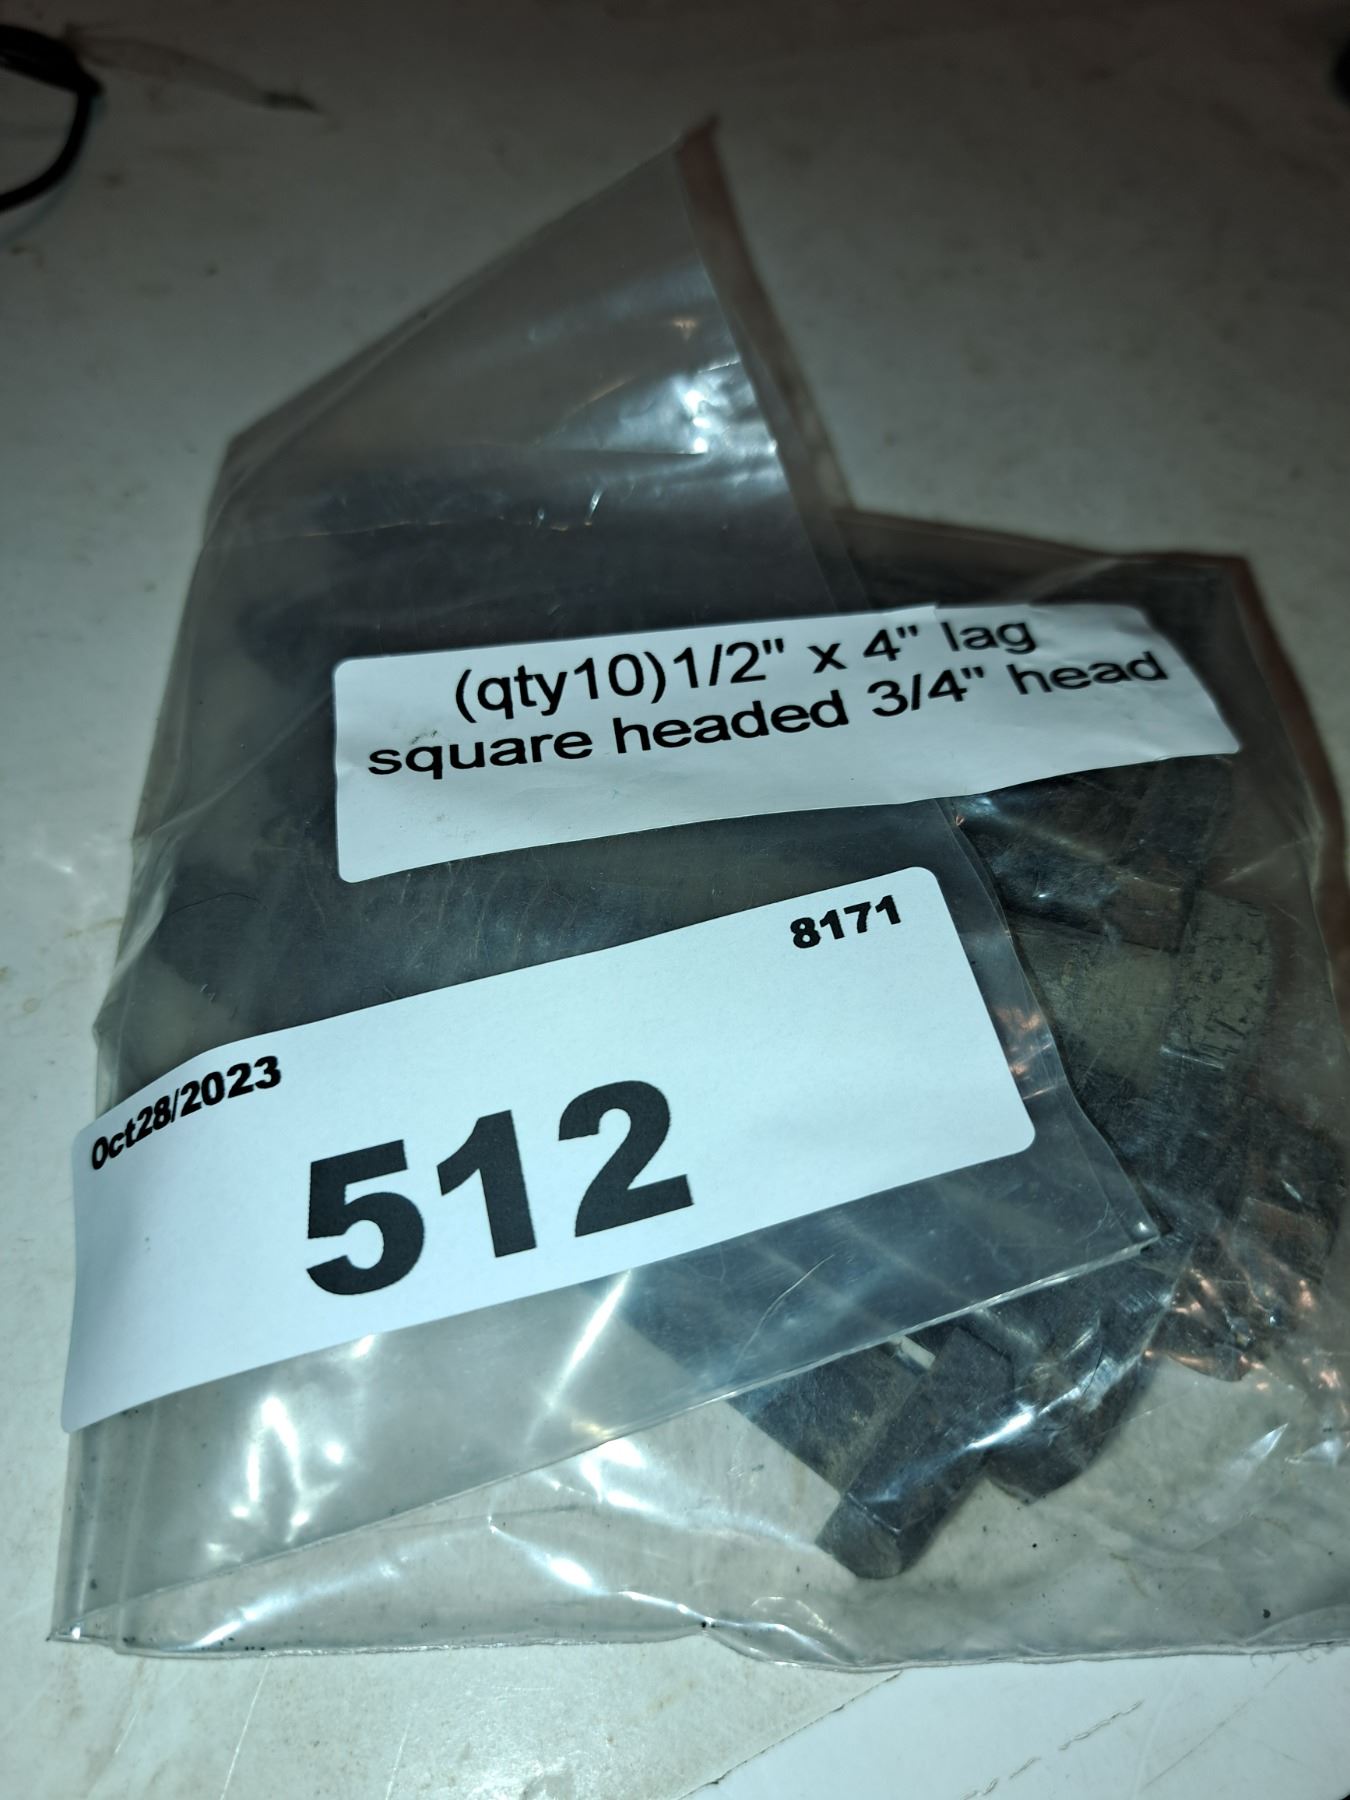 (qty10)1/2" x 4" lag
square headed 3/4" head
8171
Oct28/2023
512